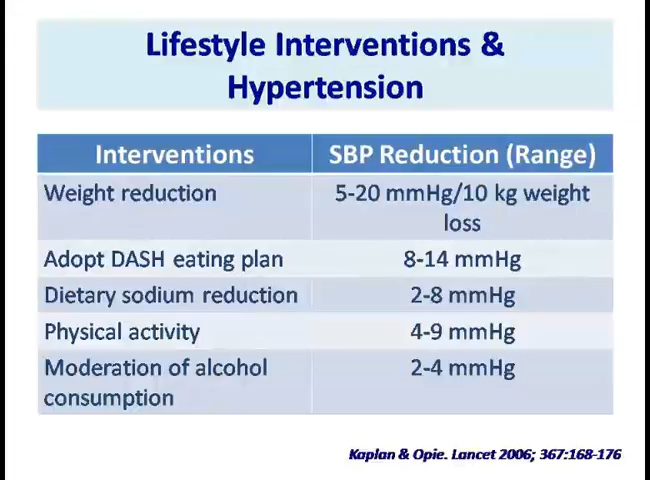 Lifestyle Interventions &
Hypertension
Interventions SBP Reduction (Range)
Weight reduction 5-20 mmHg/10 kg weight
loss
Adopt DASH eating plan 8-14 mmHg
Dietary sodium reduction 2-8 mmHg
Physical activity 4-9 mmHg
Moderation of alcohol 2-4 mmHg
consumption
Kaplan & Opie. Lancet 2006; 367:168-176